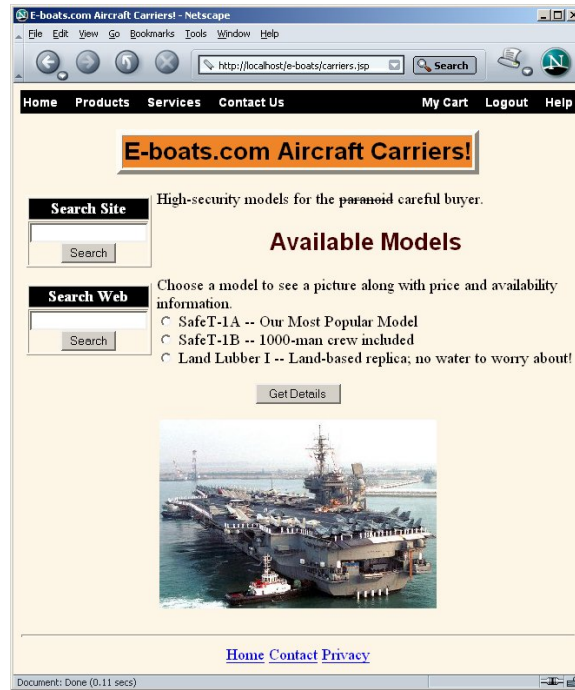 E-boats.com Aircraft Carriers! - Netscape
File Edit View Go Bookmarks Tools Window Help
http://localhost/e-boats/carriers.jsp Search
Home Products Services Contact Us My Cart Logout Help
E-boats.com Aircraft Carriers!
Search Site
Search
Search Web
Search
High-security models for the paranoid careful buyer.
Available Models
Choose a model to see a picture along with price and availability
information.
SafeT-1A -- Our Most Popular Model
SafeT-1B -- 1000-man crew included
Land Lubber I -- Land-based replica; no water to worry about!
Get Details
Home Contact Privacy
Document: Done (0.11 secs)